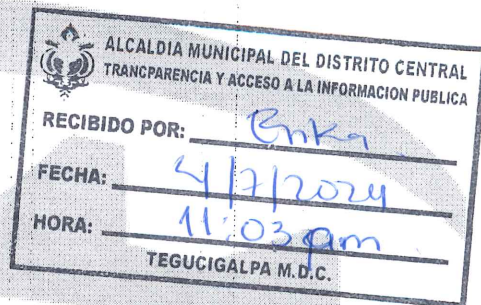 ALCALDIA MUNICIPAL DEL DISTRITO CENTRAL
TRANCPARENCIA Y ACCESO A LA INFORMACION PUBLICA
RECIBIDO POR: Erika
FECHA: 4/7/2024
HORA: 11:03 am
TEGUCIGALPA M.D.C.